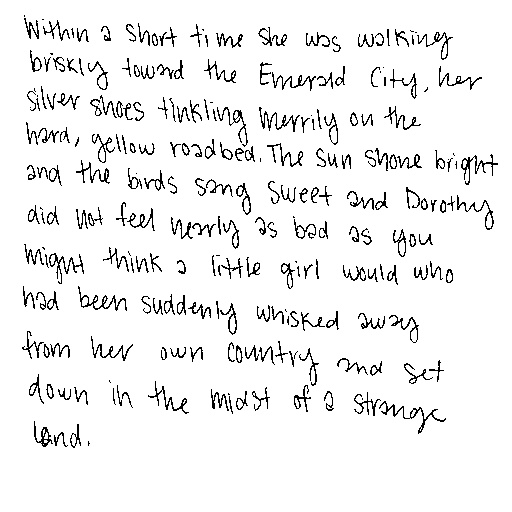 Within a short time she was walking
briskly toward the Emerald City, her
silver shoes tinkling merrily on the
hard, yellow roadbed. The sun shone bright
and the birds sang sweet and Dorothy
did not feel nearly as bad as you
might think a little girl would who
had been suddenly whisked away
from her own country and set
down in the midst of a strange
land.